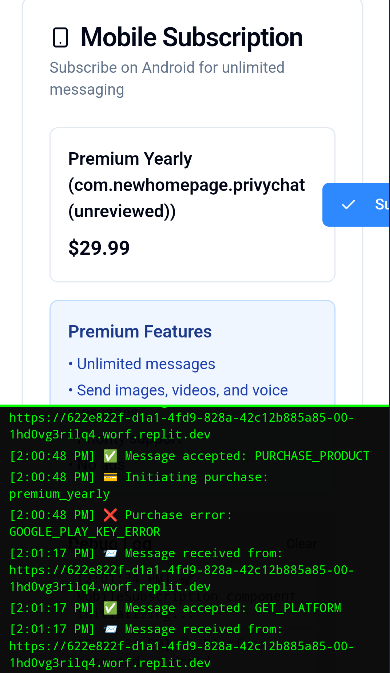 Mobile Subscription
Subscribe on Android for unlimited
messaging
Premium Yearly
(com.newhomepage.privychat
(unreviewed))
$29.99
✓ Su
Premium Features
• Unlimited messages
• Send images, videos, and voice
https://622e822f-d1a1-4fd9-828a-42c12b885a85-00-
1hd0vg3rilq4.worf.replit.dev
[2:00:48 PM] ✅ Message accepted: PURCHASE_PRODUCT
[2:00:48 PM] 💳 Initiating purchase:
premium_yearly
[2:00:48 PM] ❌ Purchase error:
GOOGLE_PLAY_KEY_ERROR
[2:01:17 PM] 📨 Message received from:
Clear
https://622e822f-d1a1-4fd9-828a-42c12b885a85-00-
1hd0vg3rilq4.worf.replit.dev
[2:01:17 PM] ✅ Message accepted: GET_PLATFORM
[2:01:17 PM] 📨 Message received from:
https://622e822f-d1a1-4fd9-828a-42c12b885a85-00-
1hd0vg3rilq4.worf.replit.dev